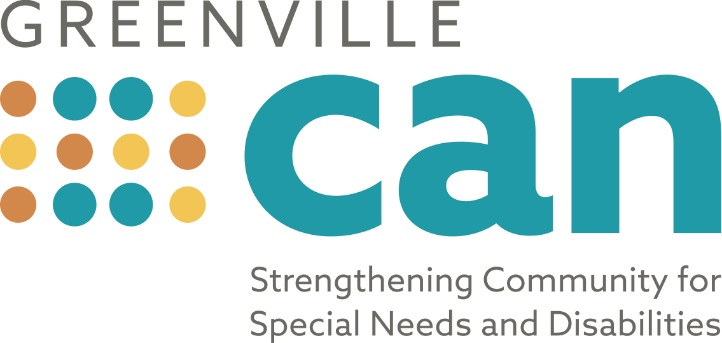 GREENVILLE
can
Strengthening Community for
Special Needs and Disabilities